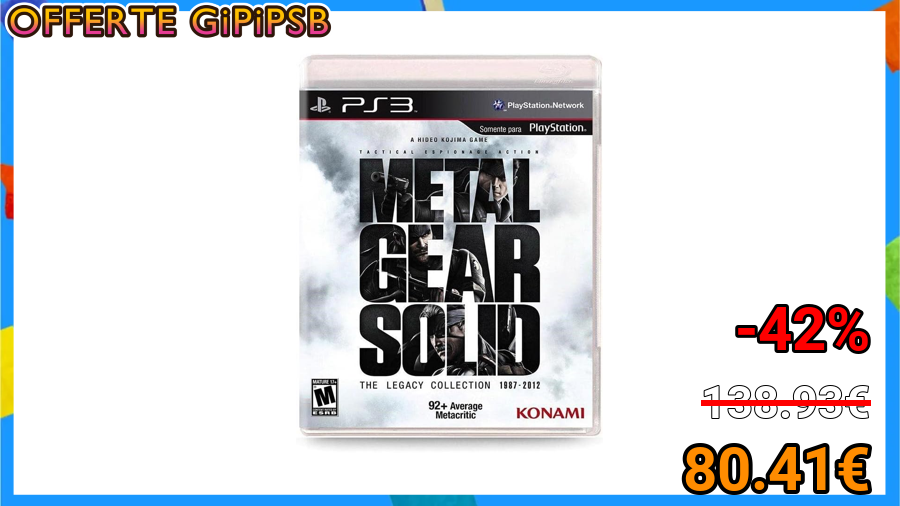 OFFERTE GiPiPSB
PS3
PlayStation Network
Somente para PlayStation
A HIDEO KOJIMA GAME
TACTICAL ESPIONAGE ACTION
METAL
GEAR
SOLID
THE LEGACY COLLECTION 1987-2012
MATURE 17+
M
ESRB
92+ Average
Metacritic
KONAMI
-42%
138.93€
80.41€